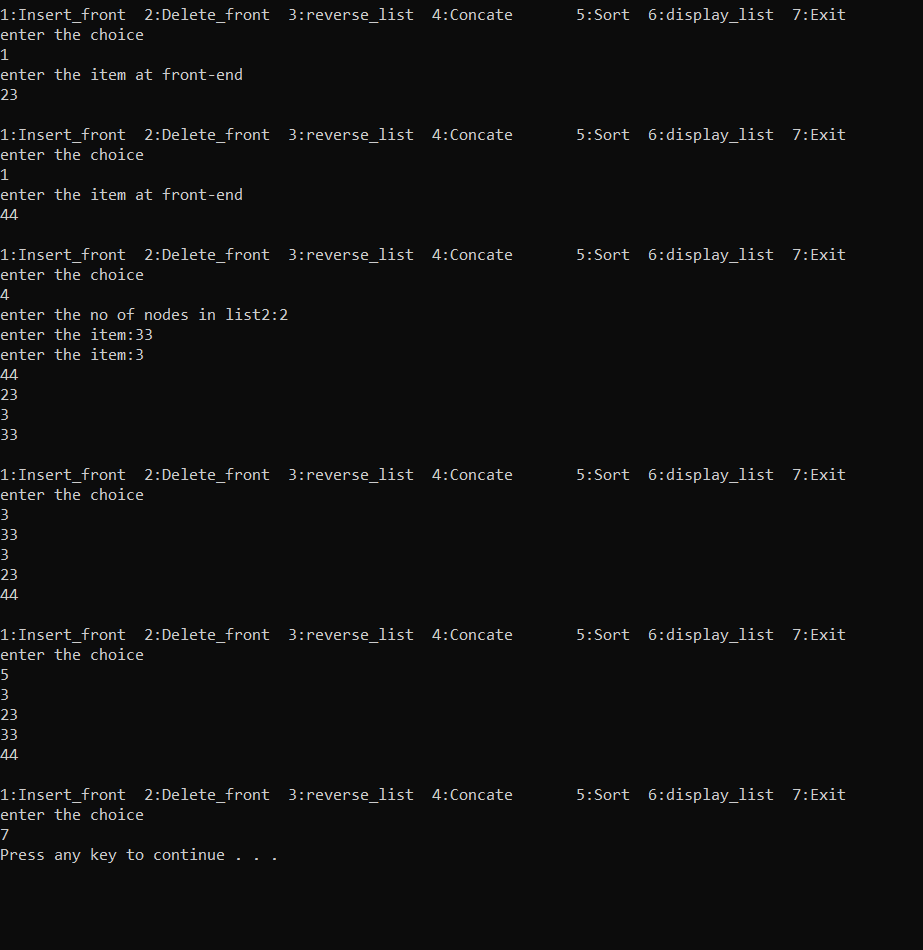 1:Insert_front  2:Delete_front  3:reverse_list  4:Concate       5:Sort  6:display_list  7:Exit
enter the choice
1
enter the item at front-end
23
1:Insert_front  2:Delete_front  3:reverse_list  4:Concate       5:Sort  6:display_list  7:Exit
enter the choice
1
enter the item at front-end
44
1:Insert_front  2:Delete_front  3:reverse_list  4:Concate       5:Sort  6:display_list  7:Exit
enter the choice
4
enter the no of nodes in list2:2
enter the item:33
enter the item:3
44
23
3
33
1:Insert_front  2:Delete_front  3:reverse_list  4:Concate       5:Sort  6:display_list  7:Exit
enter the choice
3
33
3
23
44
1:Insert_front  2:Delete_front  3:reverse_list  4:Concate       5:Sort  6:display_list  7:Exit
enter the choice
5
3
23
33
44
1:Insert_front  2:Delete_front  3:reverse_list  4:Concate       5:Sort  6:display_list  7:Exit
enter the choice
7
Press any key to continue . . .